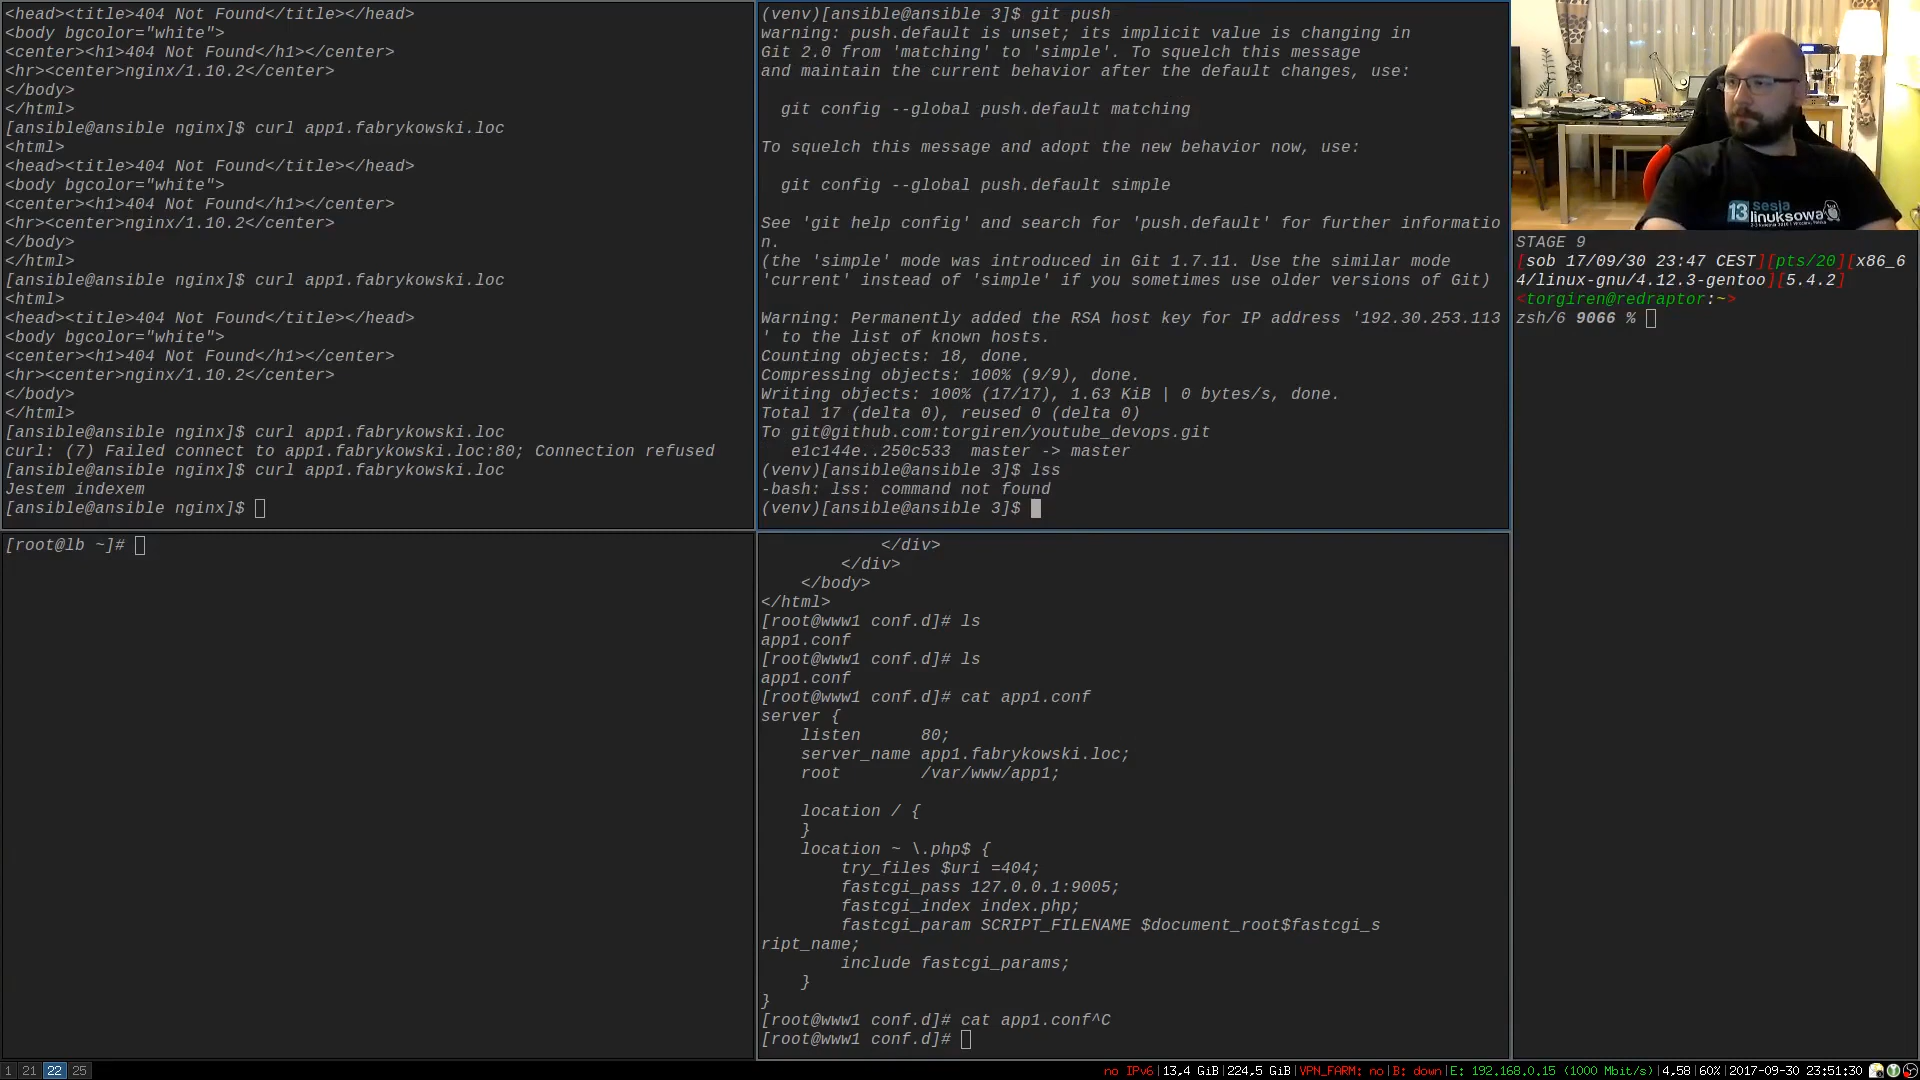 <head><title>404 Not Found</title></head>
<body bgcolor="white">
<center><h1>404 Not Found</h1></center>
<hr><center>nginx/1.10.2</center>
</body>
</html>
[ansible@ansible nginx]$ curl app1.fabrykowski.loc
<html>
<head><title>404 Not Found</title></head>
<body bgcolor="white">
<center><h1>404 Not Found</h1></center>
<hr><center>nginx/1.10.2</center>
</body>
</html>
[ansible@ansible nginx]$ curl app1.fabrykowski.loc
<html>
<head><title>404 Not Found</title></head>
<body bgcolor="white">
<center><h1>404 Not Found</h1></center>
<hr><center>nginx/1.10.2</center>
</body>
</html>
[ansible@ansible nginx]$ curl app1.fabrykowski.loc
curl: (7) Failed connect to app1.fabrykowski.loc:80; Connection refused
[ansible@ansible nginx]$ curl app1.fabrykowski.loc
Jestem indexem
[ansible@ansible nginx]$
(venv)[ansible@ansible 3]$ git push
warning: push.default is unset; its implicit value is changing in
Git 2.0 from 'matching' to 'simple'. To squelch this message
and maintain the current behavior after the default changes, use:
git config --global push.default matching
To squelch this message and adopt the new behavior now, use:
git config --global push.default simple
See 'git help config' and search for 'push.default' for further informatio
n.
(the 'simple' mode was introduced in Git 1.7.11. Use the similar mode
'current' instead of 'simple' if you sometimes use older versions of Git)
Warning: Permanently added the RSA host key for IP address '192.30.253.113
' to the list of known hosts.
Counting objects: 18, done.
Compressing objects: 100% (9/9), done.
Writing objects: 100% (17/17), 1.63 KiB | 0 bytes/s, done.
Total 17 (delta 0), reused 0 (delta 0)
To git@github.com:torgiren/youtube_devops.git
e1c144e..250c533  master -> master
(venv)[ansible@ansible 3]$ lss
-bash: lss: command not found
(venv)[ansible@ansible 3]$
13 sesja
linuksowa
STAGE 9
[sob 17/09/30 23:47 CEST][pts/20][x86_6
4/linux-gnu/4.12.3-gentoo][5.4.2]
<torgiren@redraptor:~>
zsh/6 9066 %
[root@lb ~]#
</div>
</div>
</body>
</html>
[root@www1 conf.d]# ls
app1.conf
[root@www1 conf.d]# ls
app1.conf
[root@www1 conf.d]# cat app1.conf
server {
listen      80;
server_name app1.fabrykowski.loc;
root        /var/www/app1;
location / {
}
location ~ \.php$ {
try_files $uri =404;
fastcgi_pass 127.0.0.1:9005;
fastcgi_index index.php;
fastcgi_param SCRIPT_FILENAME $document_root$fastcgi_s
ript_name;
include fastcgi_params;
}
}
[root@www1 conf.d]# cat app1.conf^C
[root@www1 conf.d]#
1 21 22 25
no IPv6|13,4 GiB|224,5 GiB|VPN_FARM: no|B: down|E: 192.168.0.15 (1000 Mbit/s)|4,58|60%|2017-09-30 23:51:30